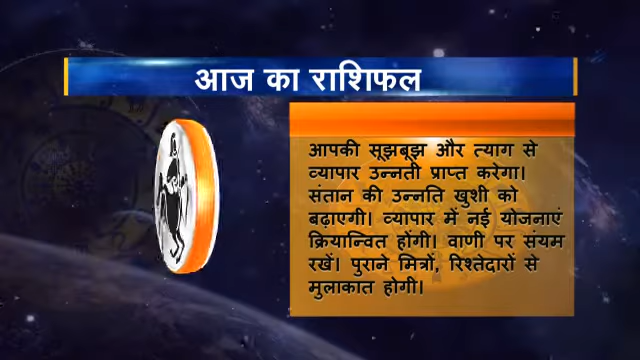 आज का राशिफल
आपकी सूझबूझ और त्याग से
व्यापार उन्नती प्राप्त करेगा।
संतान की उन्नति खुशी को
बढ़ाएगी। व्यापार में नई योजनाएं
क्रियान्वित होंगी। वाणी पर संयम
रखें। पुराने मित्रों, रिश्तेदारों से
मुलाकात होगी।